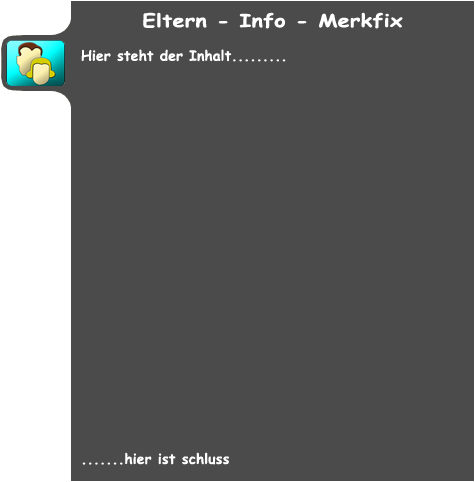 Eltern - Info - Merkfix
Hier steht der Inhalt.........
.......hier ist schluss